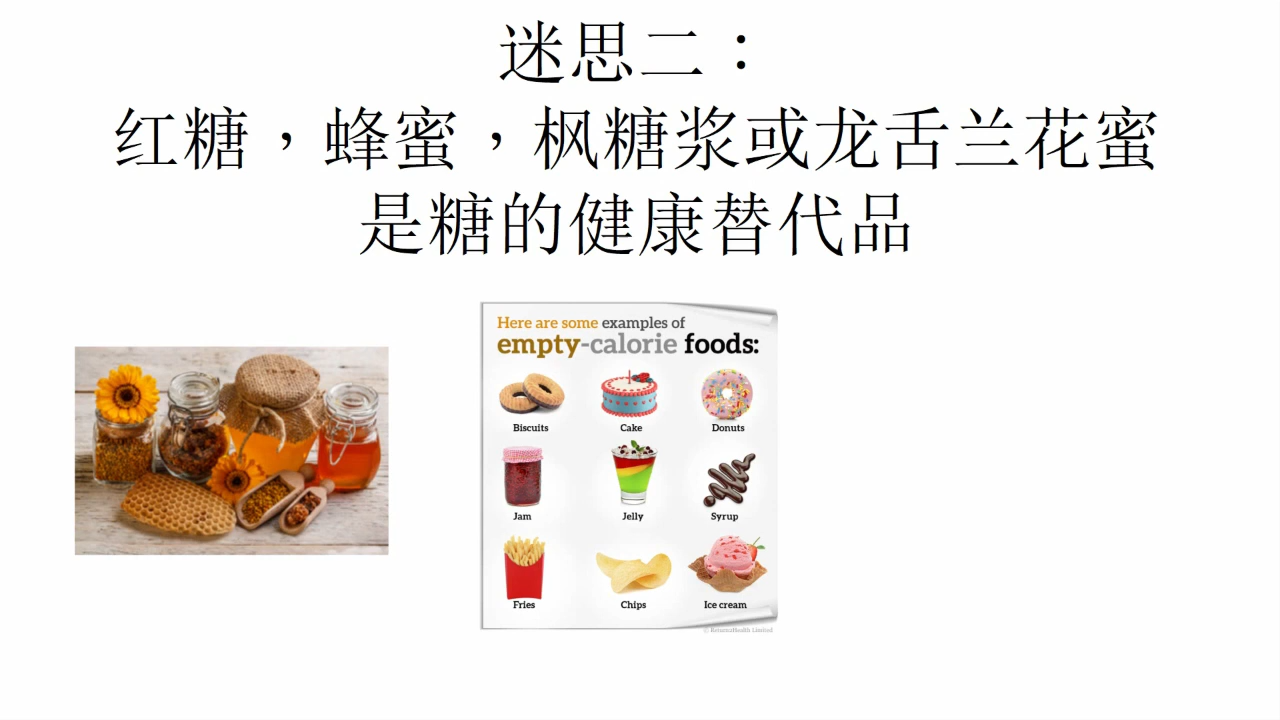 迷思二：
红糖，蜂蜜，枫糖浆或龙舌兰花蜜
是糖的健康替代品
Here are some examples of
empty-calorie foods:
Biscuits
Cake
Donuts
Jam
Jelly
Syrup
Fries
Chips
Ice cream